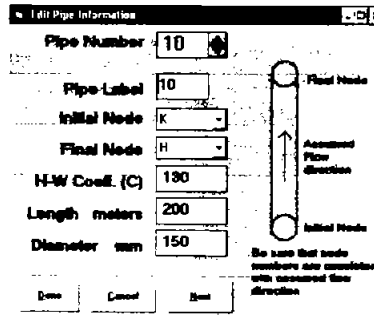 Edit Pipe Information
Pipe Number 10
Pipe Label 10
Initial Node K
Final Node H
H-W Coeff. (C) 130
Length meters 200
Diameter mm 150
Done Cancel Next
Final Node
Assumed
Flow
direction
Initial Node
Be sure that node
numbers are consistent
with assumed flow
direction